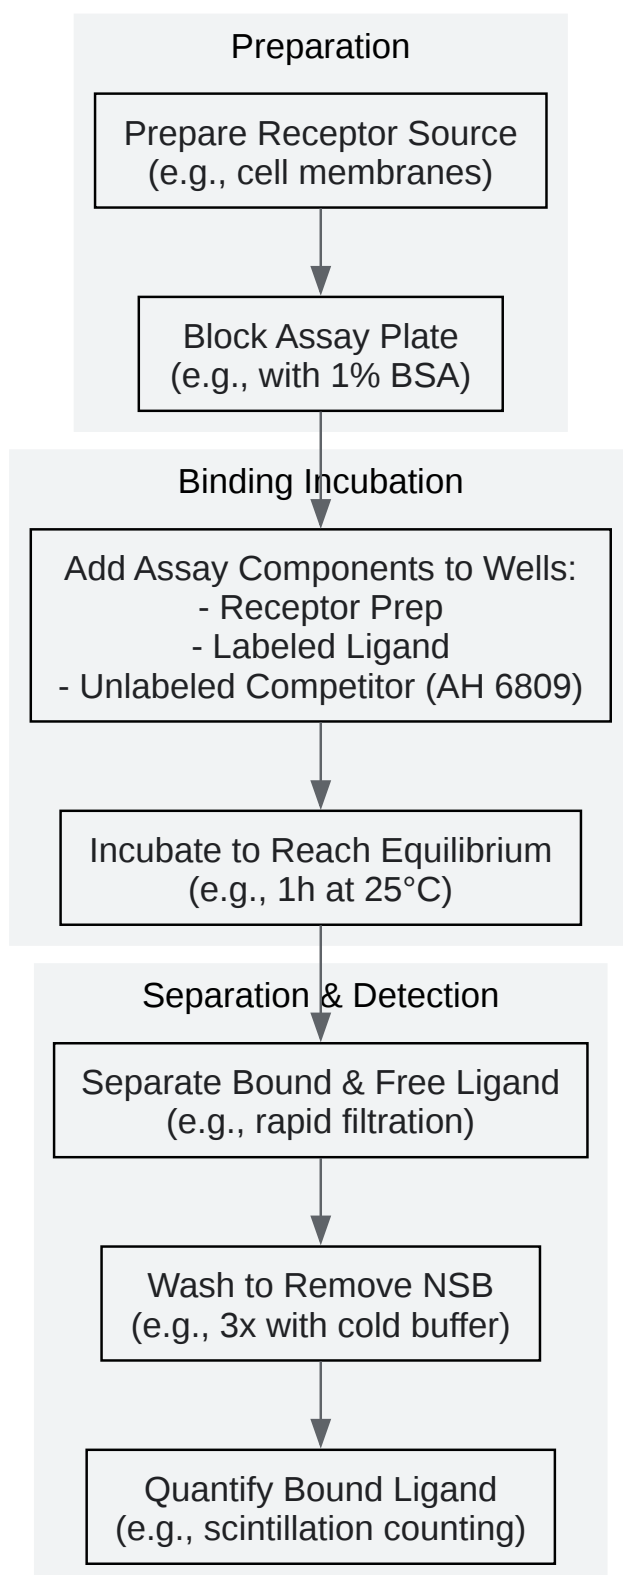 Preparation
Prepare Receptor Source
(e.g., cell membranes)
Block Assay Plate
(e.g., with 1% BSA)
Binding Incubation
Add Assay Components to Wells:
- Receptor Prep
- Labeled Ligand
- Unlabeled Competitor (AH 6809)
Incubate to Reach Equilibrium
(e.g., 1h at 25°C)
Separation & Detection
Separate Bound & Free Ligand
(e.g., rapid filtration)
Wash to Remove NSB
(e.g., 3x with cold buffer)
Quantify Bound Ligand
(e.g., scintillation counting)